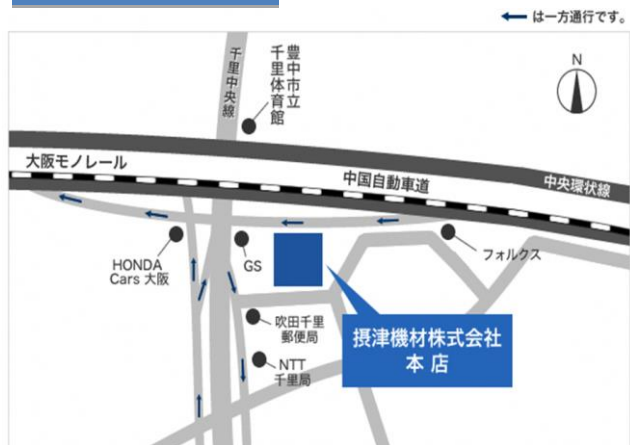 は一方通行です。
N
千里中央線
豊中市立
千里体育館
大阪モノレール
中国自動車道
中央環状線
HONDA
Cars 大阪
GS
フォルクス
吹田千里
郵便局
摂津機材株式会社
本 店
NTT
千里局